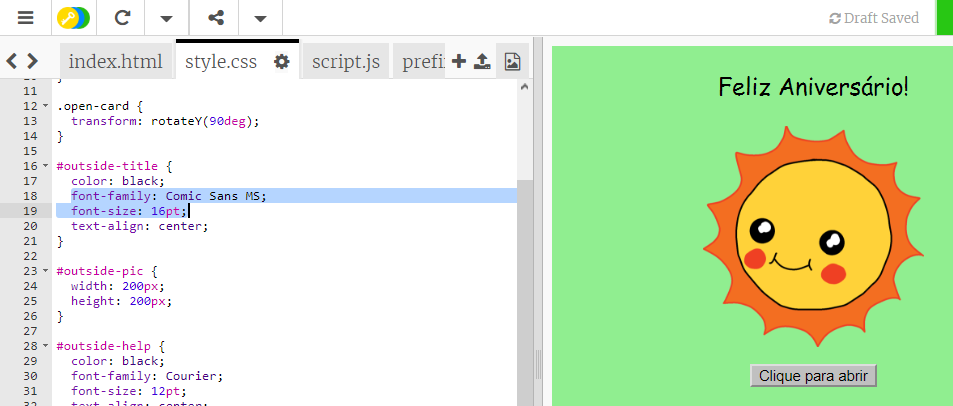 Draft Saved
index.html
style.css
script.js
prefi
11
12 .open-card {
13 transform: rotateY(90deg);
14 }
15
16 #outside-title {
17 color: black;
18 font-family: Comic Sans MS;
19 font-size: 16pt;
20 text-align: center;
21 }
22
23 #outside-pic {
24 width: 200px;
25 height: 200px;
26 }
27
28 #outside-help {
29 color: black;
30 font-family: Courier;
31 font-size: 12pt;
32 text-align: center;
Feliz Aniversário!
Clique para abrir